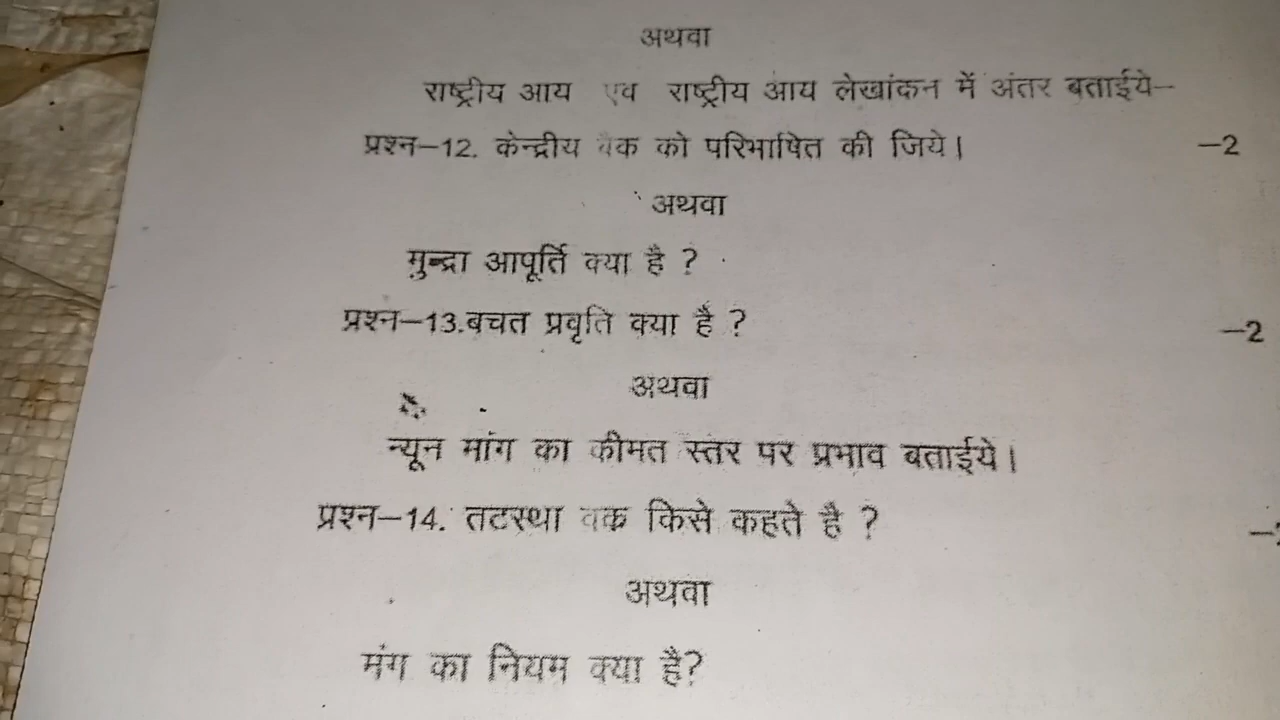 अथवा
राष्ट्रीय आय एव राष्ट्रीय आय लेखांकन में अंतर बताईये–
प्रश्न–12. केन्द्रीय बैक को परिभाषित की जिये। –2
अथवा
मुन्द्रा आपूर्ति क्या है ?
प्रश्न–13.बचत प्रवृति क्या है ? –2
अथवा
न्यून मांग का कीमत स्तर पर प्रभाव बताईये।
प्रश्न–14. तटस्था वक्र किसे कहते है ?
अथवा
मंग का नियम क्या है?